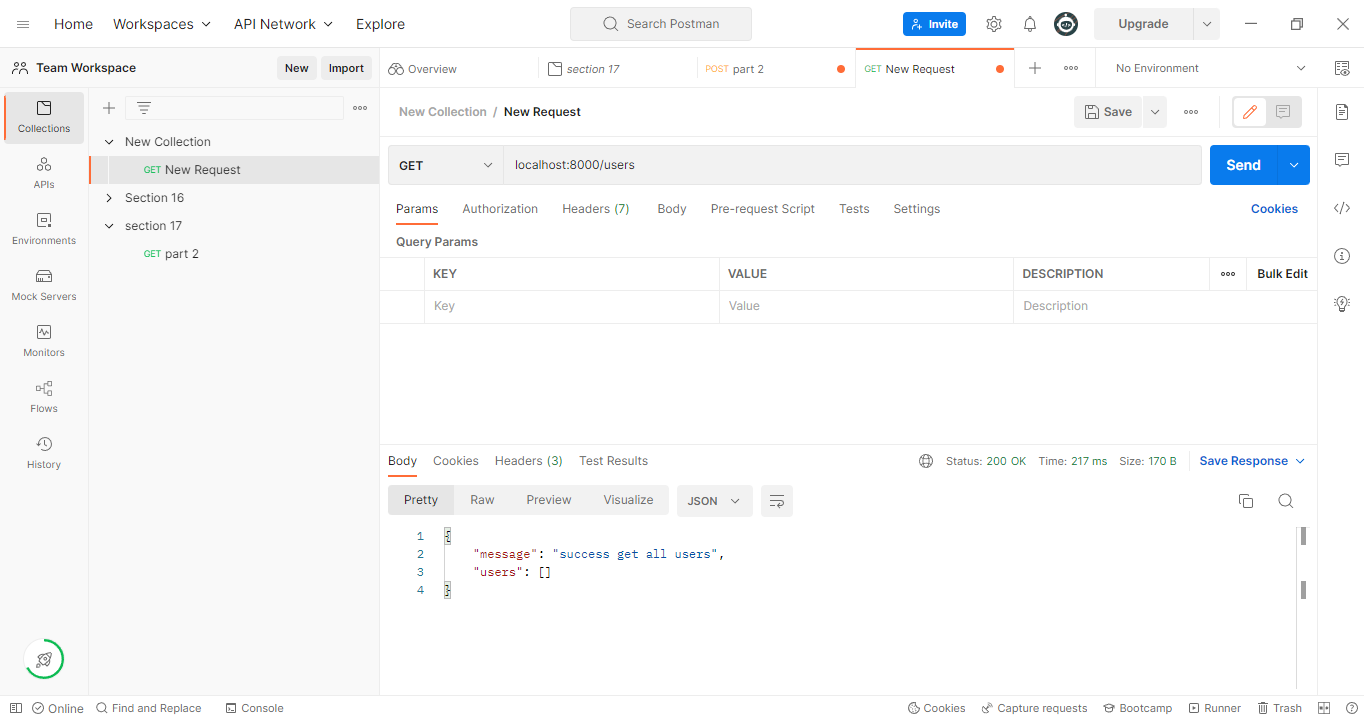 Home Workspaces API Network Explore Search Postman Invite Upgrade
Team Workspace New Import Overview section 17 POST part 2 GET New Request No Environment
New Collection / New Request Save
Collections
APIs
Environments
Mock Servers
Monitors
Flows
History
New Collection
GET New Request
Section 16
section 17
GET part 2
GET localhost:8000/users Send
Params Authorization Headers (7) Body Pre-request Script Tests Settings Cookies
Query Params
KEY VALUE DESCRIPTION Bulk Edit
Key Value Description
Body Cookies Headers (3) Test Results Status: 200 OK Time: 217 ms Size: 170 B Save Response
Pretty Raw Preview Visualize JSON
1 {
2 "message": "success get all users",
3 "users": []
4 }
Online Find and Replace Console Cookies Capture requests Bootcamp Runner Trash